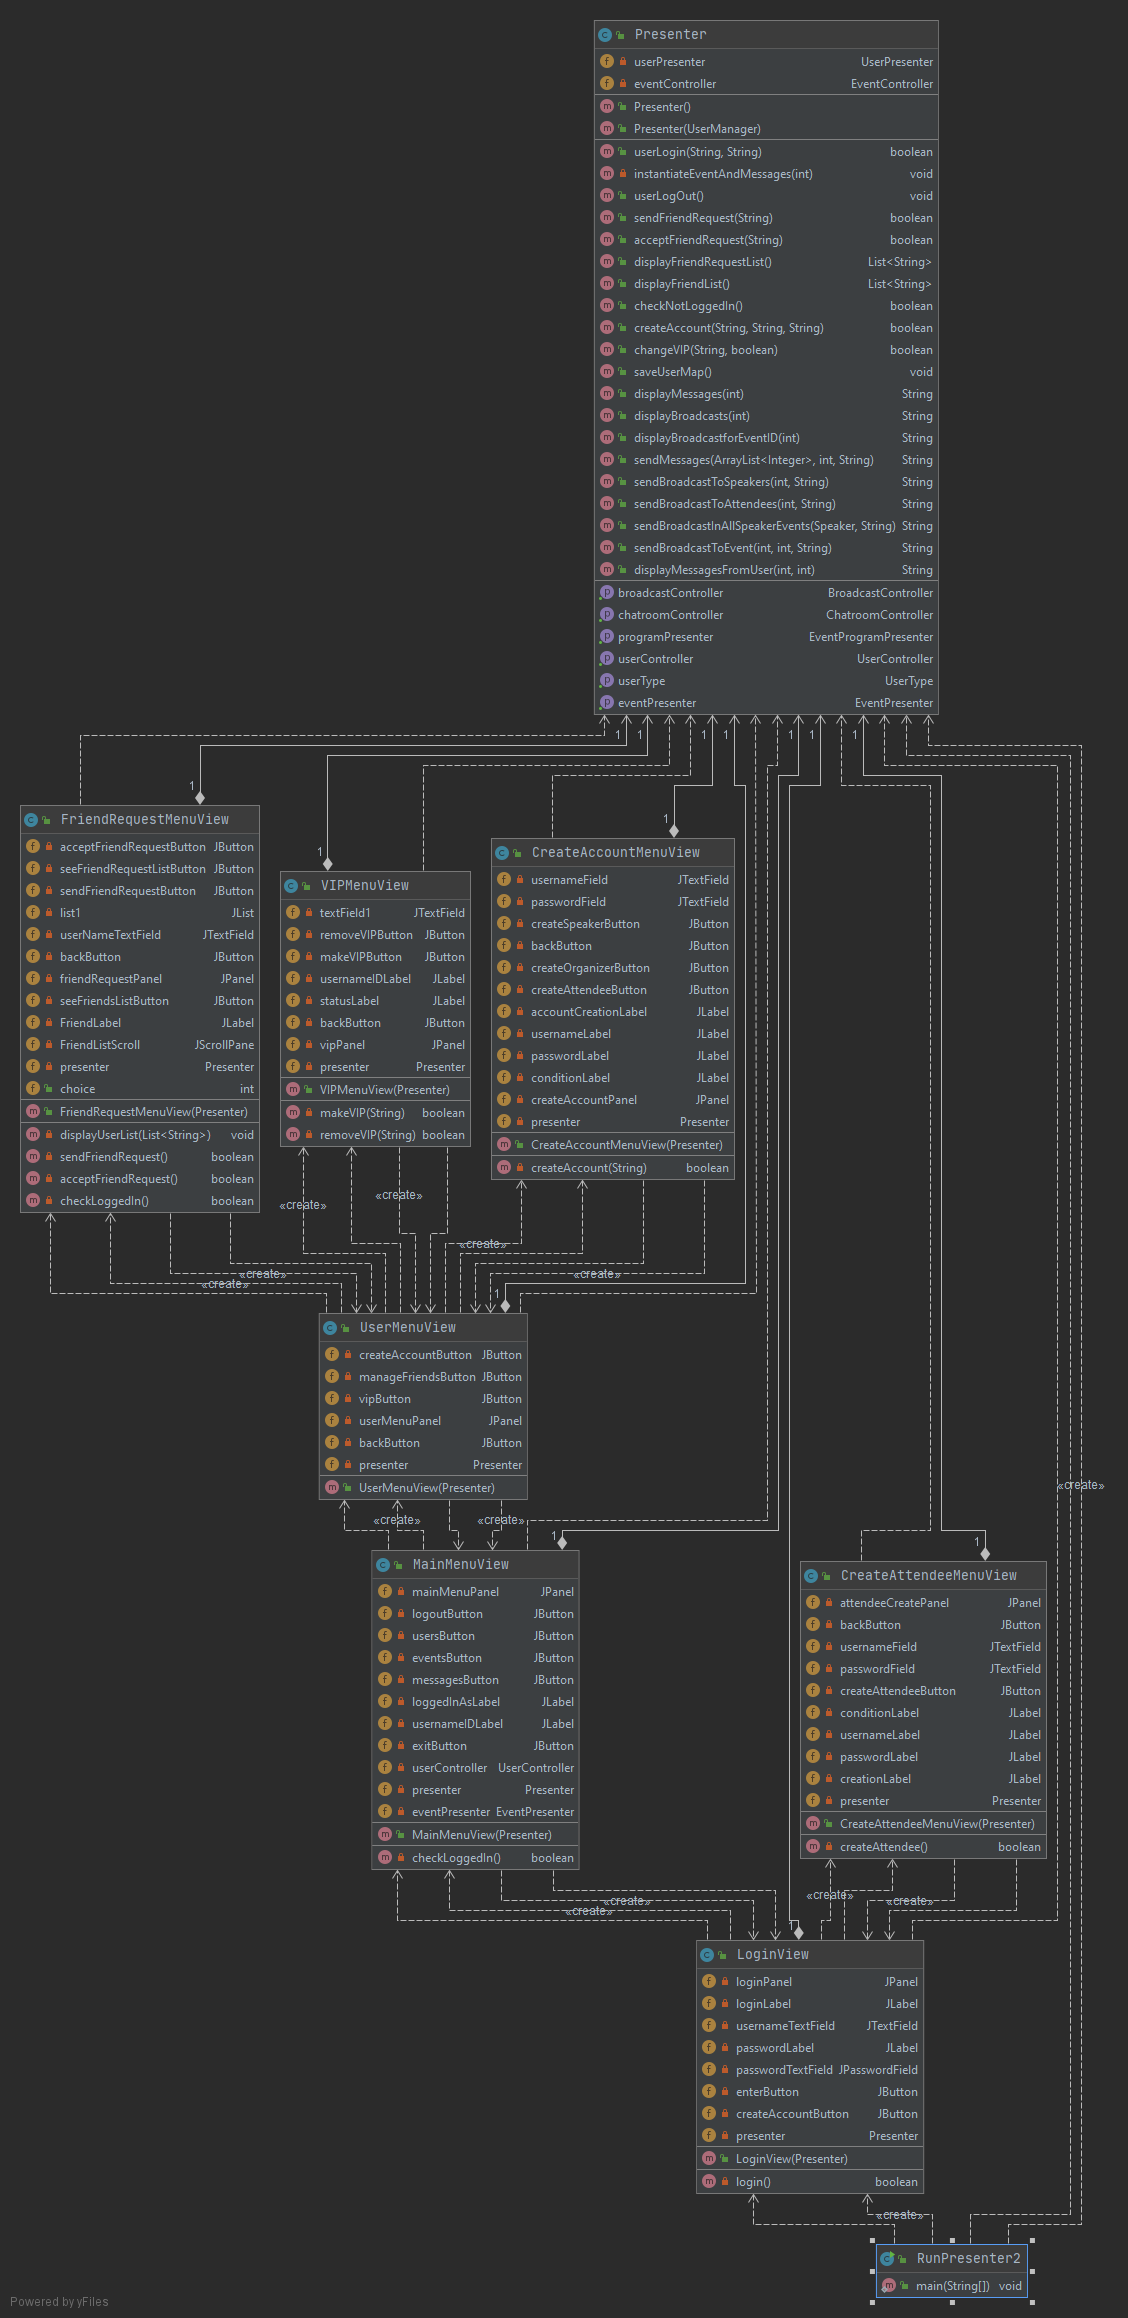 Presenter
userPresenter UserPresenter
eventController EventController
Presenter()
Presenter(UserManager)
userLogin(String, String) boolean
instantiateEventAndMessages(int) void
userLogOut() void
sendFriendRequest(String) boolean
acceptFriendRequest(String) boolean
displayFriendRequestList() List<String>
displayFriendList() List<String>
checkNotLoggedIn() boolean
createAccount(String, String, String) boolean
changeVIP(String, boolean) boolean
saveUserMap() void
displayMessages(int) String
displayBroadcasts(int) String
displayBroadcastforEventID(int) String
sendMessages(ArrayList<Integer>, int, String) String
sendBroadcastToSpeakers(int, String) String
sendBroadcastToAttendees(int, String) String
sendBroadcastInAllSpeakerEvents(Speaker, String) String
sendBroadcastToEvent(int, int, String) String
displayMessagesFromUser(int, int) String
broadcastController BroadcastController
chatroomController ChatroomController
programPresenter EventProgramPresenter
userController UserController
userType UserType
eventPresenter EventPresenter
1 1 1 1 1 1 1
1
FriendRequestMenuView
acceptFriendRequestButton JButton
seeFriendRequestListButton JButton
sendFriendRequestButton JButton
list1 JList
userNameTextField JTextField
backButton JButton
friendRequestPanel JPanel
seeFriendsListButton JButton
FriendLabel JLabel
FriendListScroll JScrollPane
presenter Presenter
choice int
FriendRequestMenuView(Presenter)
displayUserList(List<String>) void
sendFriendRequest() boolean
acceptFriendRequest() boolean
checkLoggedIn() boolean
1
VIPMenuView
textField1 JTextField
removeVIPButton JButton
makeVIPButton JButton
usernameIDLabel JLabel
statusLabel JLabel
backButton JButton
vipPanel JPanel
presenter Presenter
VIPMenuView(Presenter)
makeVIP(String) boolean
removeVIP(String) boolean
1
CreateAccountMenuView
usernameField JTextField
passwordField JTextField
createSpeakerButton JButton
backButton JButton
createOrganizerButton JButton
createAttendeeButton JButton
accountCreationLabel JLabel
usernameLabel JLabel
passwordLabel JLabel
conditionLabel JLabel
createAccountPanel JPanel
presenter Presenter
CreateAccountMenuView(Presenter)
createAccount(String) boolean
«create»
«create»
«create»
«create»
«create»
«create»
1
UserMenuView
createAccountButton JButton
manageFriendsButton JButton
vipButton JButton
userMenuPanel JPanel
backButton JButton
presenter Presenter
UserMenuView(Presenter)
«create»
«create» «create»
1
MainMenuView
mainMenuPanel JPanel
logoutButton JButton
usersButton JButton
eventsButton JButton
messagesButton JButton
loggedInAsLabel JLabel
usernameIDLabel JLabel
exitButton JButton
userController UserController
presenter Presenter
eventPresenter EventPresenter
MainMenuView(Presenter)
checkLoggedIn() boolean
1
CreateAttendeeMenuView
attendeeCreatePanel JPanel
backButton JButton
usernameField JTextField
passwordField JTextField
createAttendeeButton JButton
conditionLabel JLabel
usernameLabel JLabel
passwordLabel JLabel
creationLabel JLabel
presenter Presenter
CreateAttendeeMenuView(Presenter)
createAttendee() boolean
«create»
«create» «create»
«create»
1
LoginView
loginPanel JPanel
loginLabel JLabel
usernameTextField JTextField
passwordLabel JLabel
passwordTextField JPasswordField
enterButton JButton
createAccountButton JButton
presenter Presenter
LoginView(Presenter)
login() boolean
«create»
RunPresenter2
main(String[]) void
Powered by yFiles